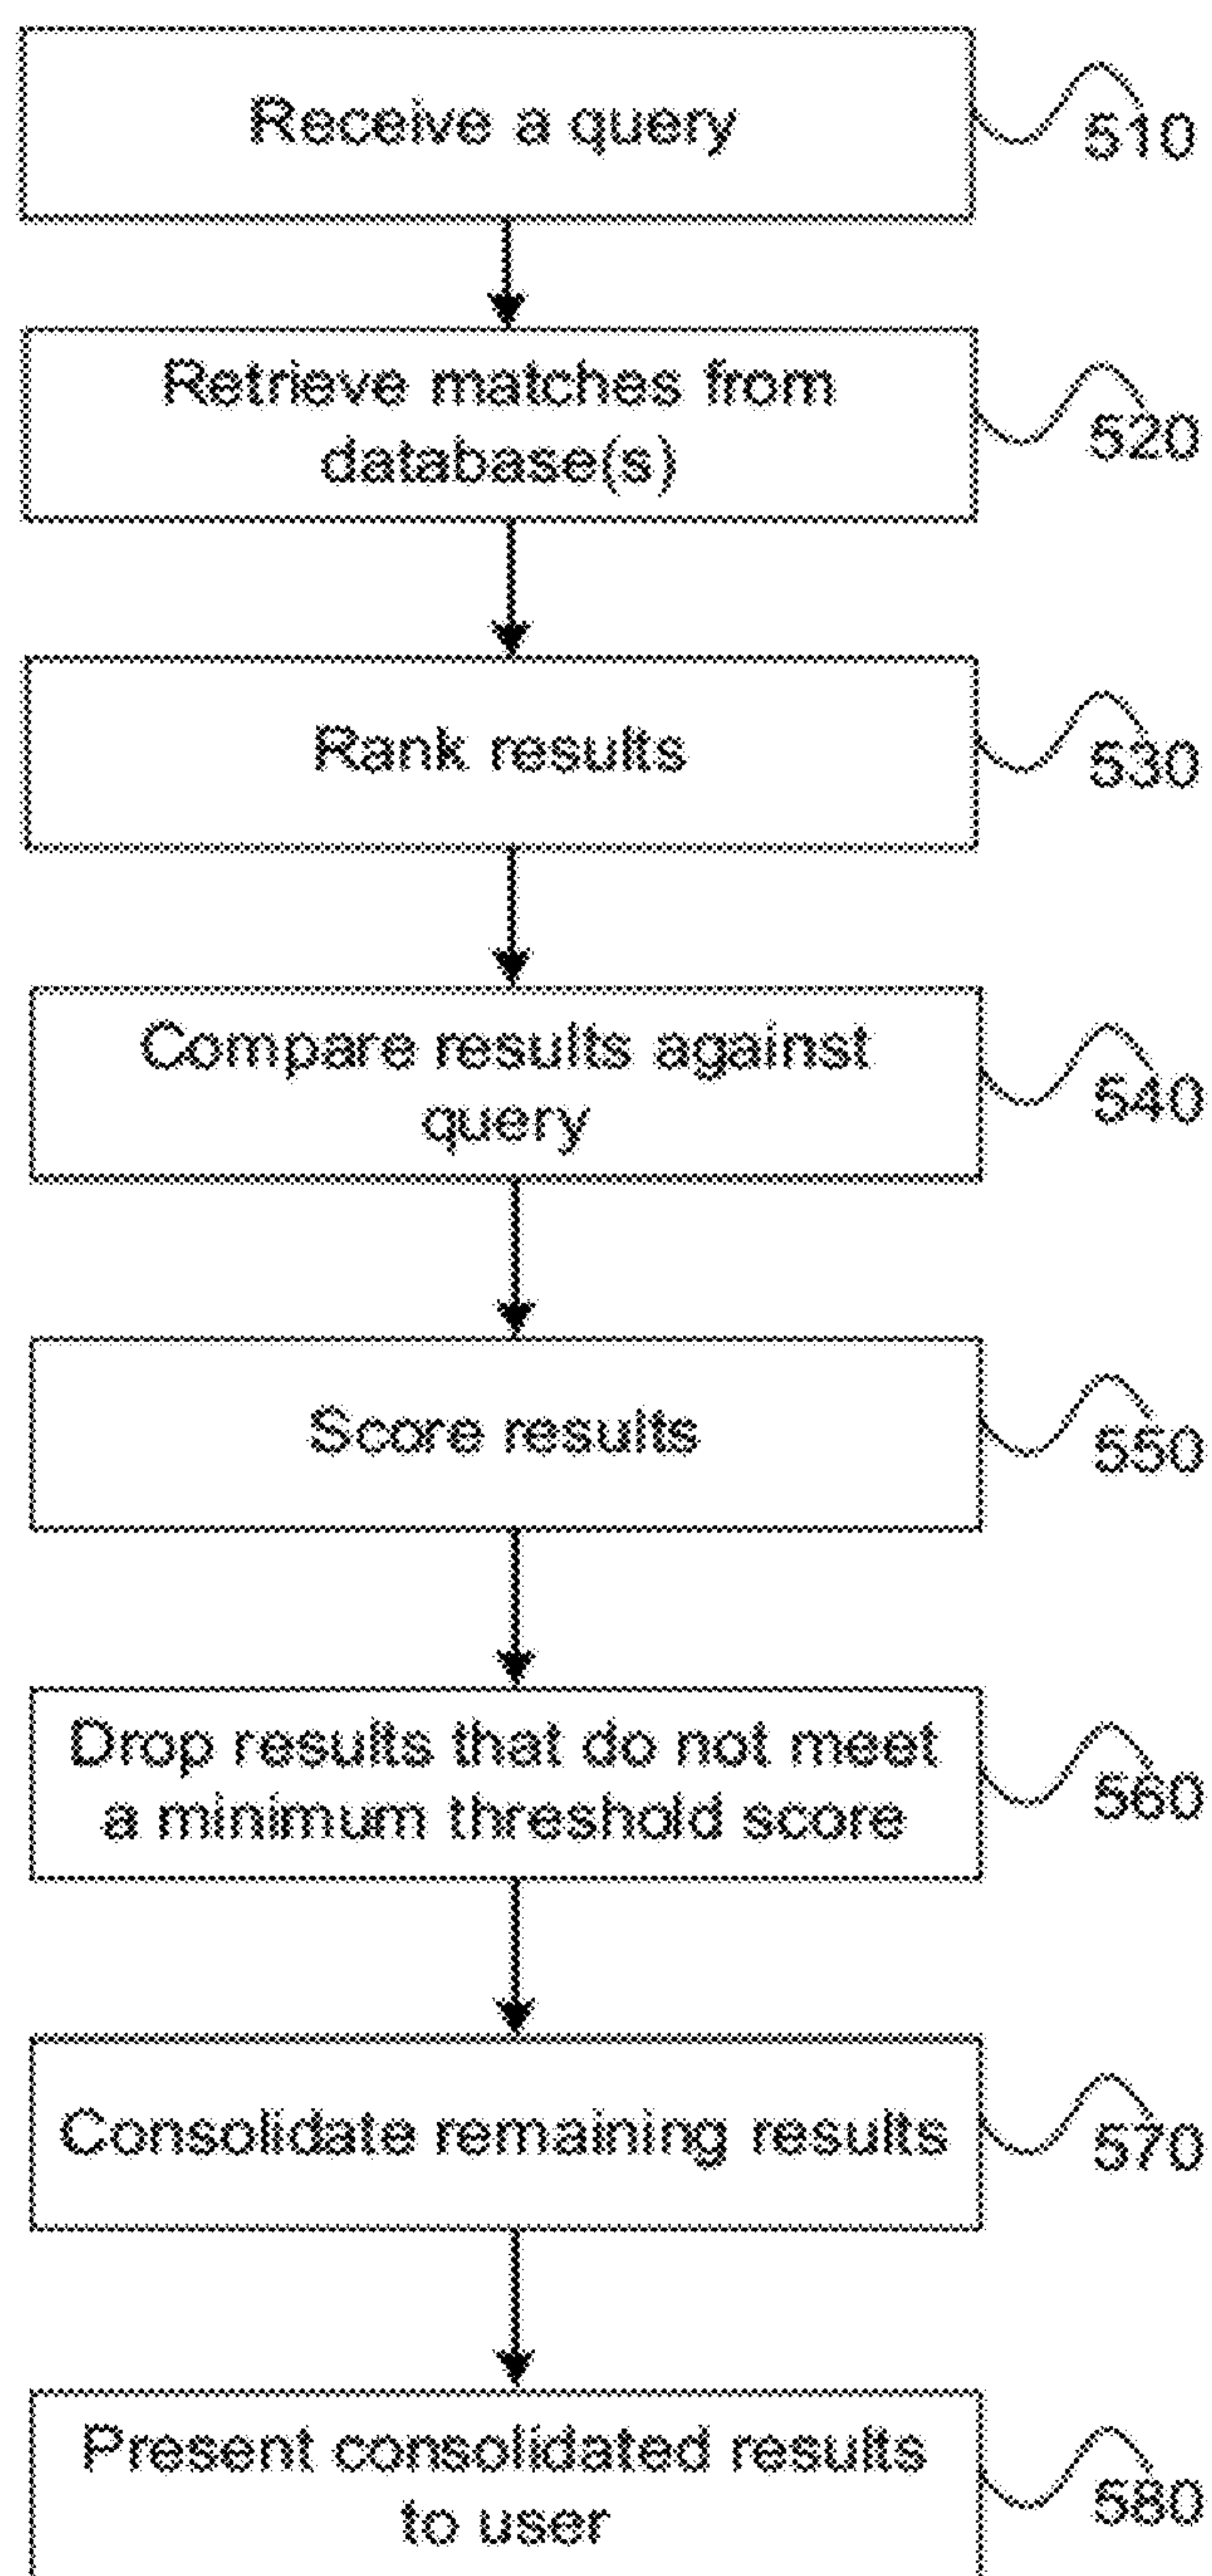 Receive a query
510
Retrieve matches from
database(s)
520
Rank results
530
Compare results against
query
540
Score results
550
Drop results that do not meet
a minimum threshold score
560
Consolidate remaining results
570
Present consolidated results
to user
580